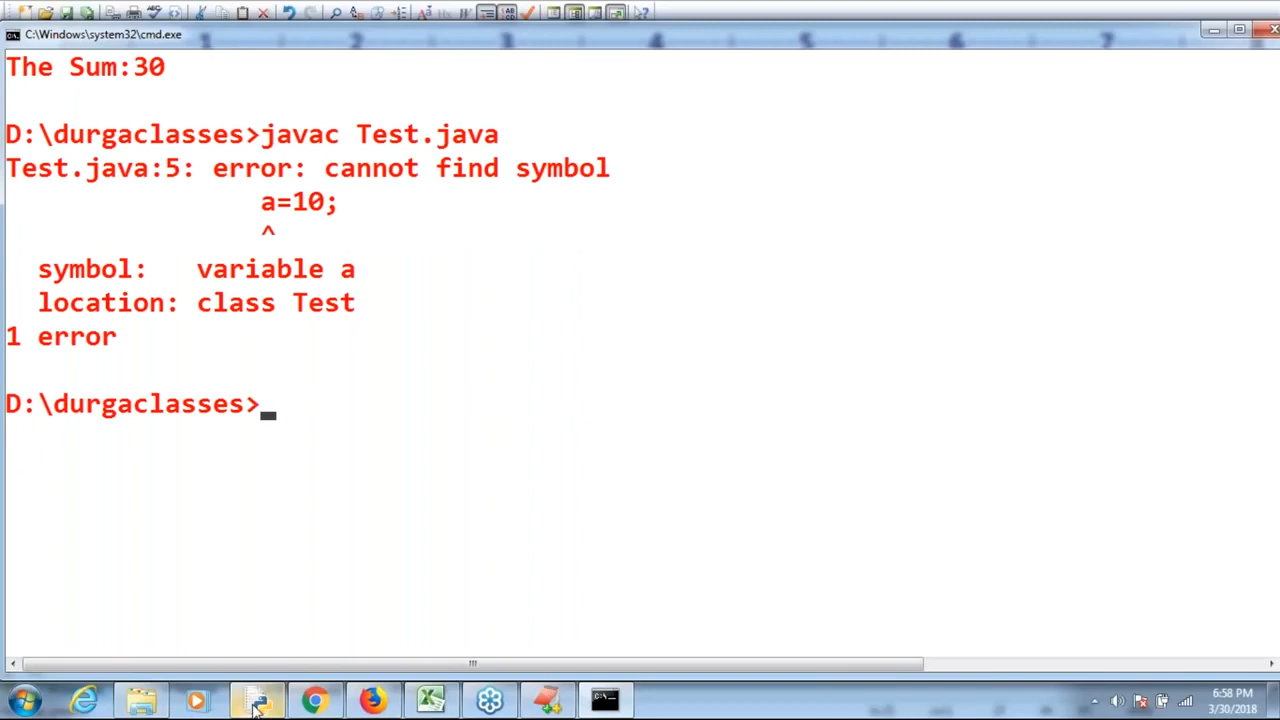 C:\Windows\system32\cmd.exe
The Sum:30
D:\durgaclasses>javac Test.java
Test.java:5: error: cannot find symbol
a=10;
^
symbol: variable a
location: class Test
1 error
D:\durgaclasses>
6:58 PM
3/30/2018